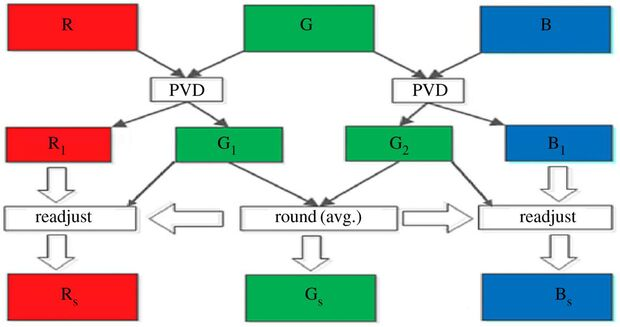 R
G
B
PVD
PVD
R1
G1
G2
B1
readjust
round (avg.)
readjust
Rs
Gs
Bs